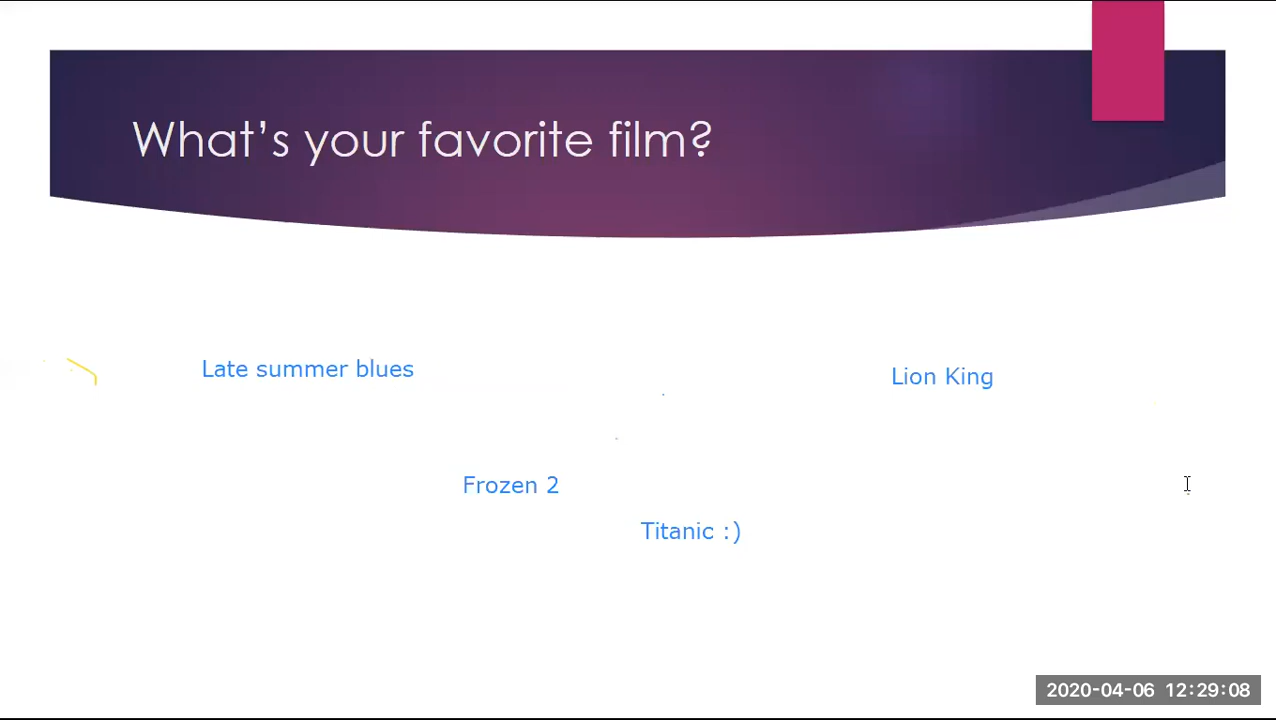 What's your favorite film?
Late summer blues
Lion King
Frozen 2
Titanic :)
2020-04-06 12:29:08